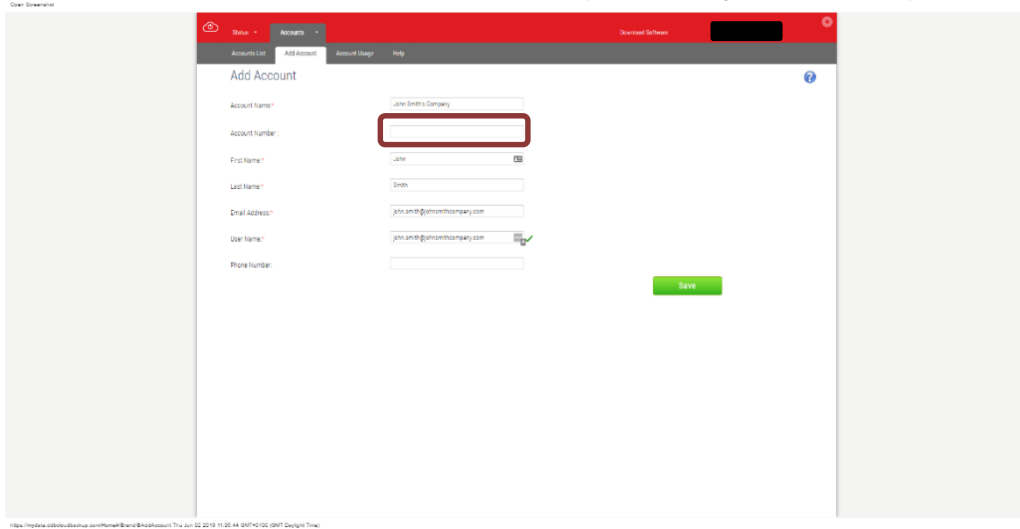 Open Screenshot
Status Accounts Download Software
Accounts List Add Account Account Usage Help
Add Account
Account Name:*
John Smith's Company
Account Number:
First Name:*
John
Last Name:*
Smith
Email Address:*
john.smith@johnsmithcompany.com
User Name:*
john.smith@johnsmithcompany.com
Phone Number:
Save